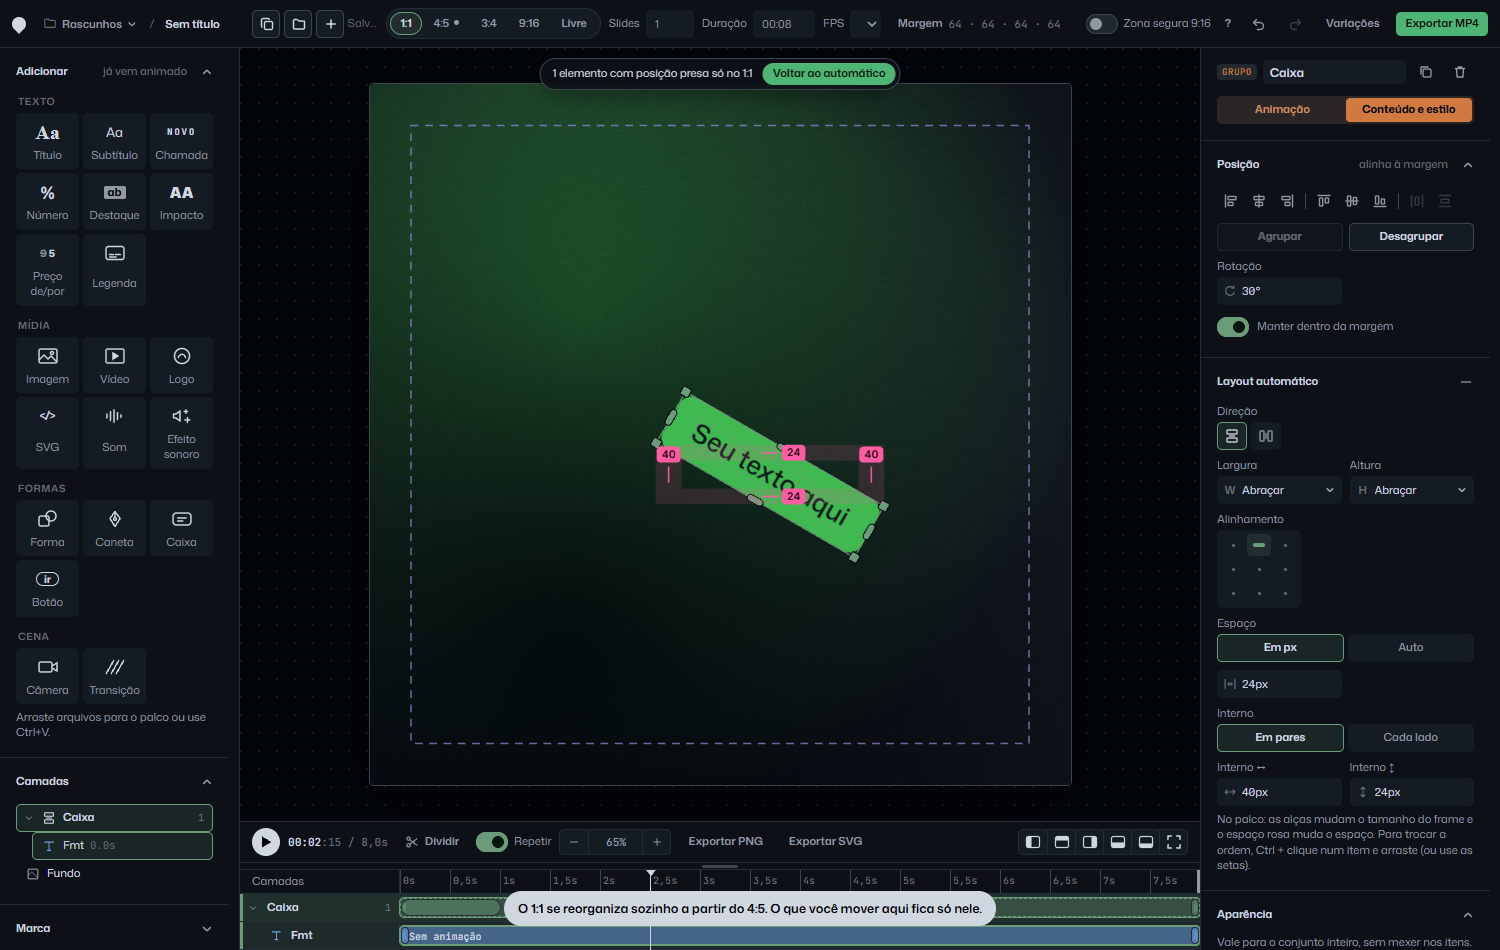 Rascunhos / Sem título
Salv...
1:1 4:5 3:4 9:16 Livre
Slides 1 Duração 00:08 FPS
Margem 64 · 64 · 64 · 64
Zona segura 9:16 ?
Variações
Exportar MP4
Adicionar já vem animado
TEXTO
Aa Aa NOVO
Título Subtítulo Chamada
% ab AA
Número Destaque Impacto
95
Preço de/por
Legenda
MÍDIA
Imagem Vídeo Logo
</>
SVG Som Efeito sonoro
FORMAS
Forma Caneta Caixa
ir
Botão
CENA
Câmera Transição
Arraste arquivos para o palco ou use
Ctrl+V.
Camadas
Caixa 1
Fmt 0.0s
Fundo
Marca
1 elemento com posição presa só no 1:1 Voltar ao automático
Seu texto aqui
40 24 40
24
00:02:15 / 8,0s
Dividir
Repetir
− 65% +
Exportar PNG
Exportar SVG
Camadas 0s 0,5s 1s 1,5s 2s 2,5s 3s 3,5s 4s 4,5s 5s 5,5s 6s 6,5s 7s 7,5s
Caixa 1
O 1:1 se reorganiza sozinho a partir do 4:5. O que você mover aqui fica só nele.
Fmt Sem animação
GRUPO Caixa
Animação Conteúdo e estilo
Posição alinha à margem
Agrupar Desagrupar
Rotação
30°
Manter dentro da margem
Layout automático
Direção
Largura Altura
W Abraçar H Abraçar
Alinhamento
Espaço
Em px Auto
24px
Interno
Em pares Cada lado
Interno ↔ Interno ↕
40px 24px
No palco: as alças mudam o tamanho do frame e
o espaço rosa muda o espaço. Para trocar a
ordem, Ctrl + clique num item e arraste (ou use as
setas).
Aparência
Vale para o conjunto inteiro, sem mexer nos itens.